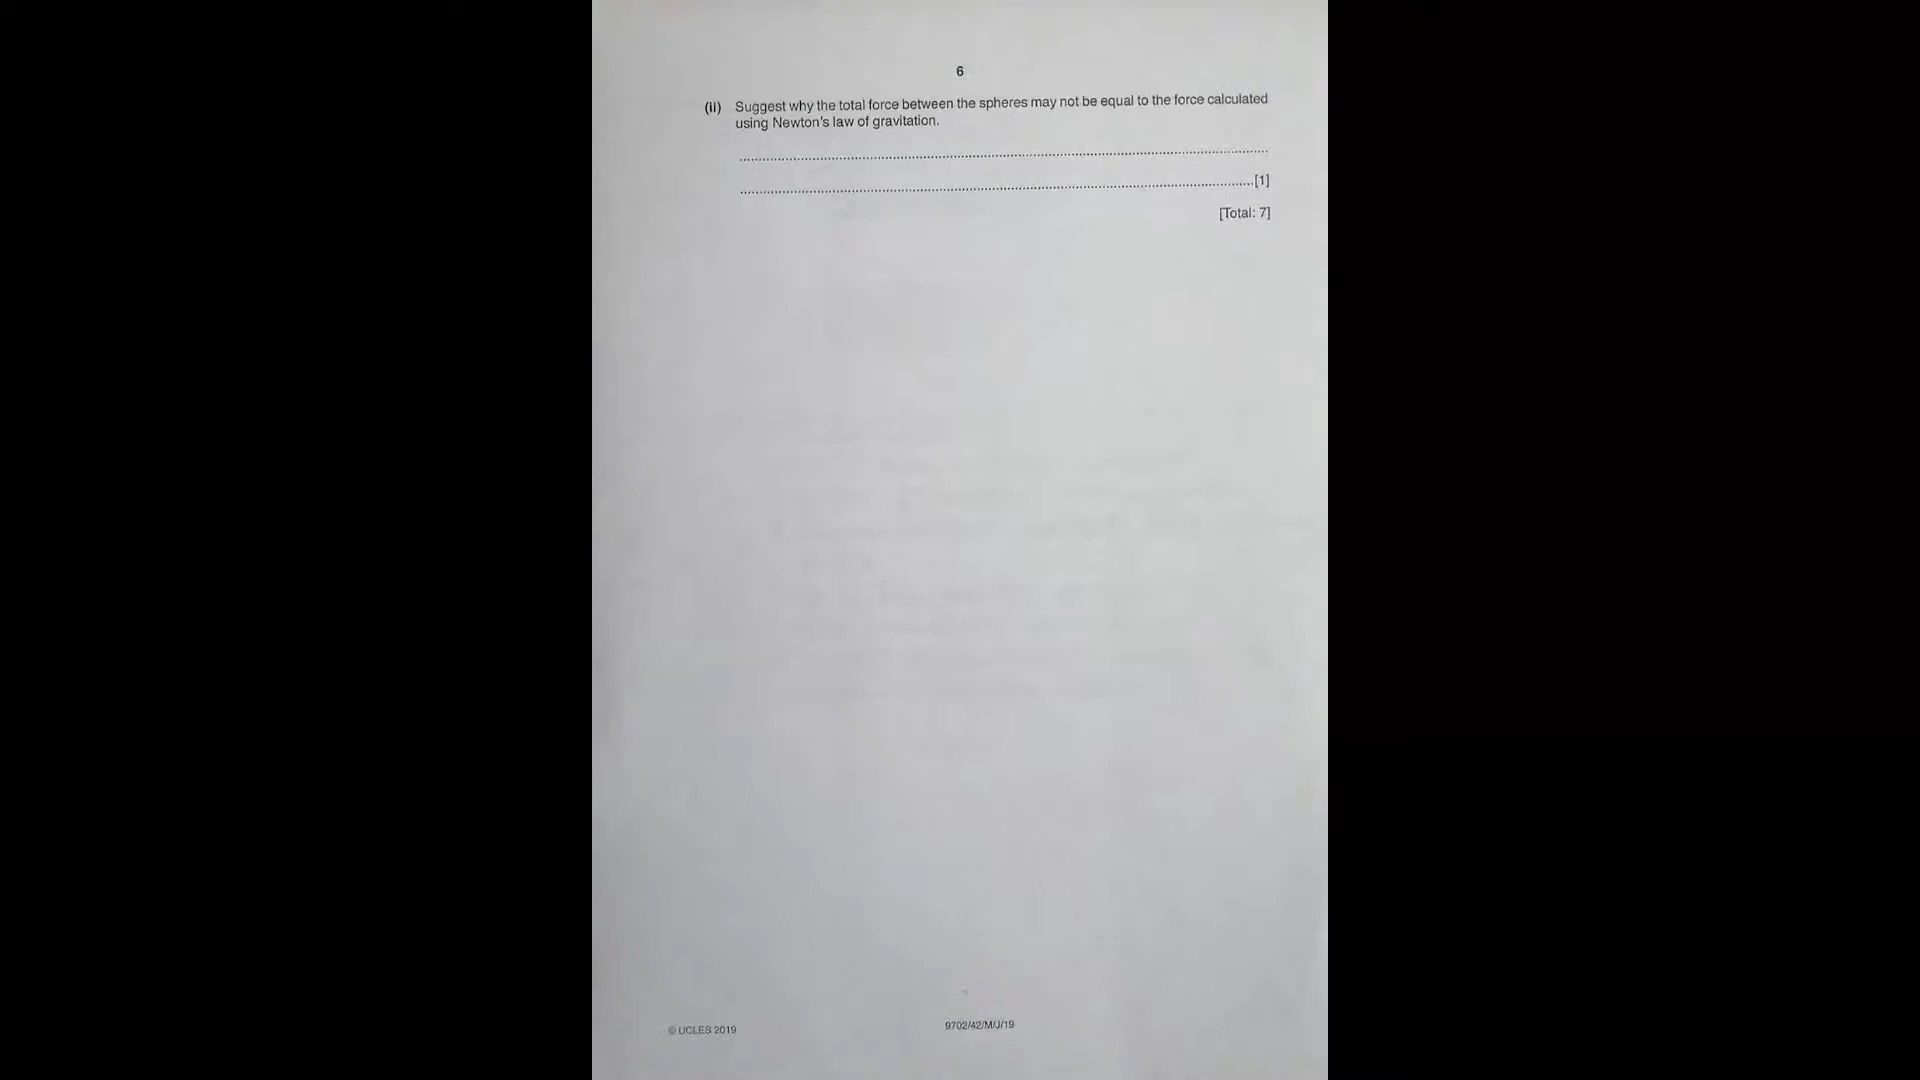 6
(ii) Suggest why the total force between the spheres may not be equal to the force calculated
using Newton's law of gravitation.
[1]
[Total: 7]
© UCLES 2019
9702/42/M/J/19